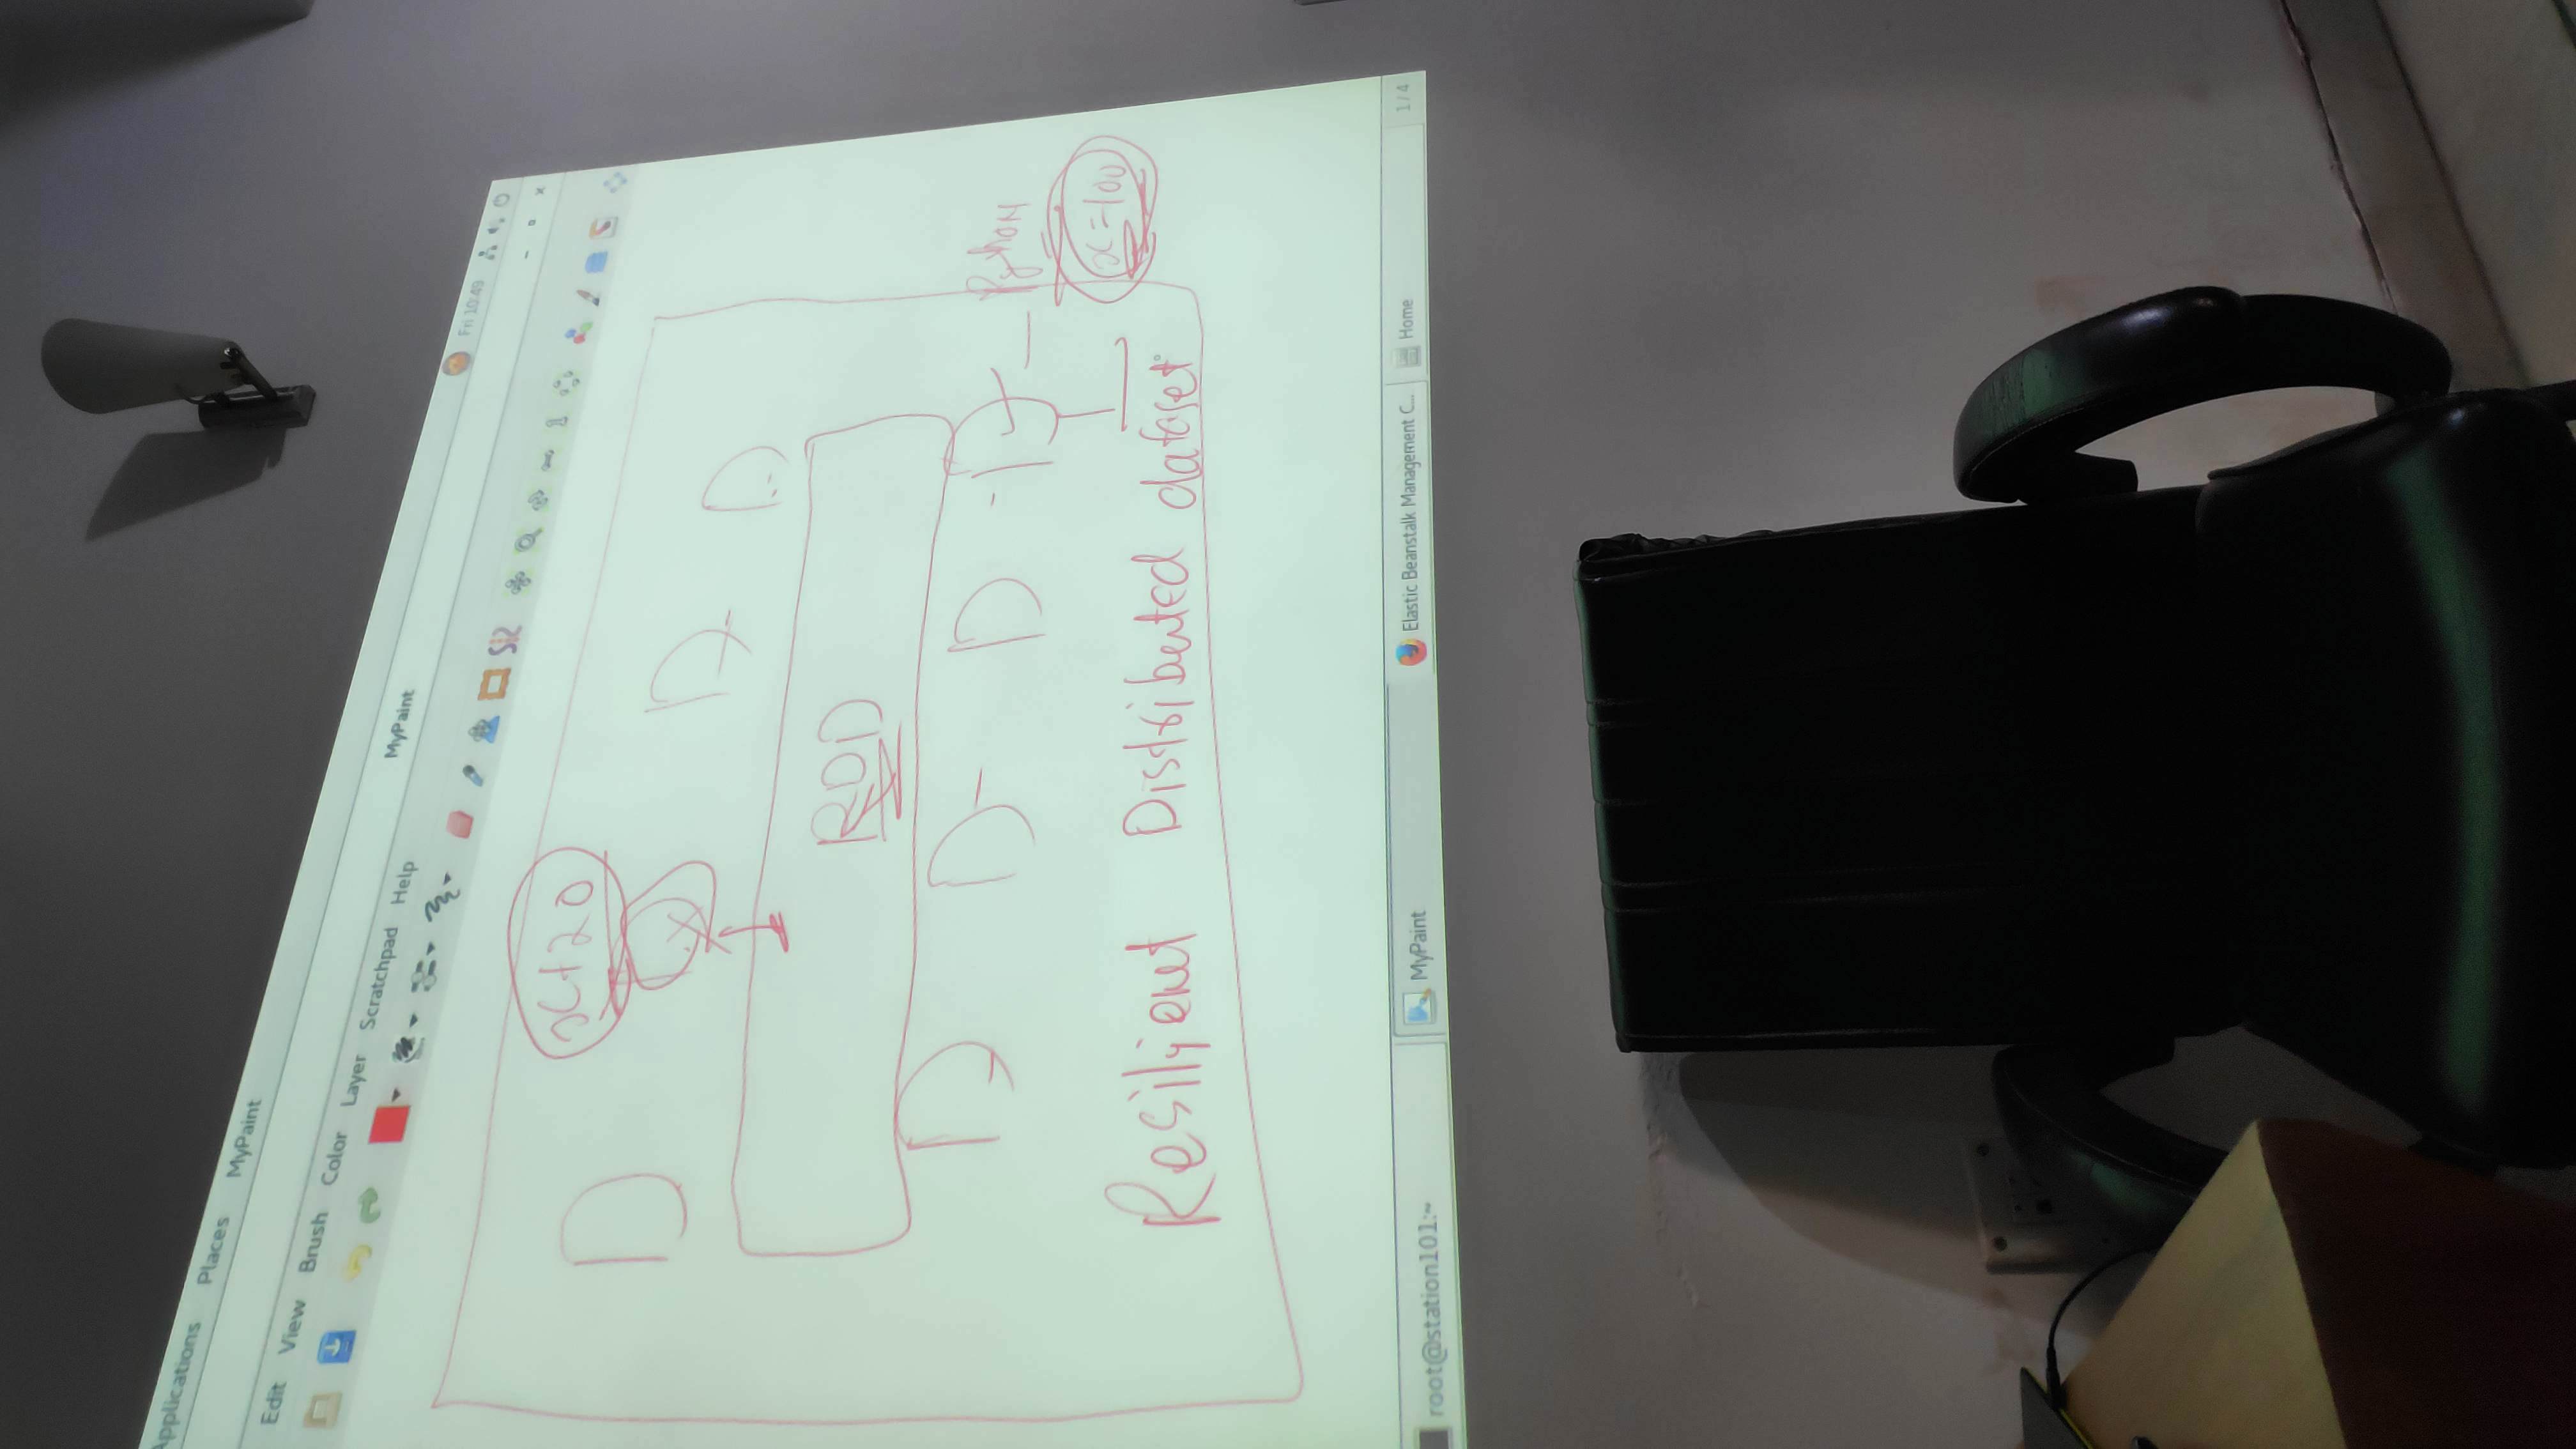 Applications Places MyPaint
MyPaint
Fri 10:49
Edit View Brush Color Layer Scratchpad Help
x+20
D
x
D
D
RDD
D
D
D
D
Python
x=100
Resilient Distributed dataset
root@station101:~
MyPaint
Elastic Beanstalk Management C...
Home
1/4